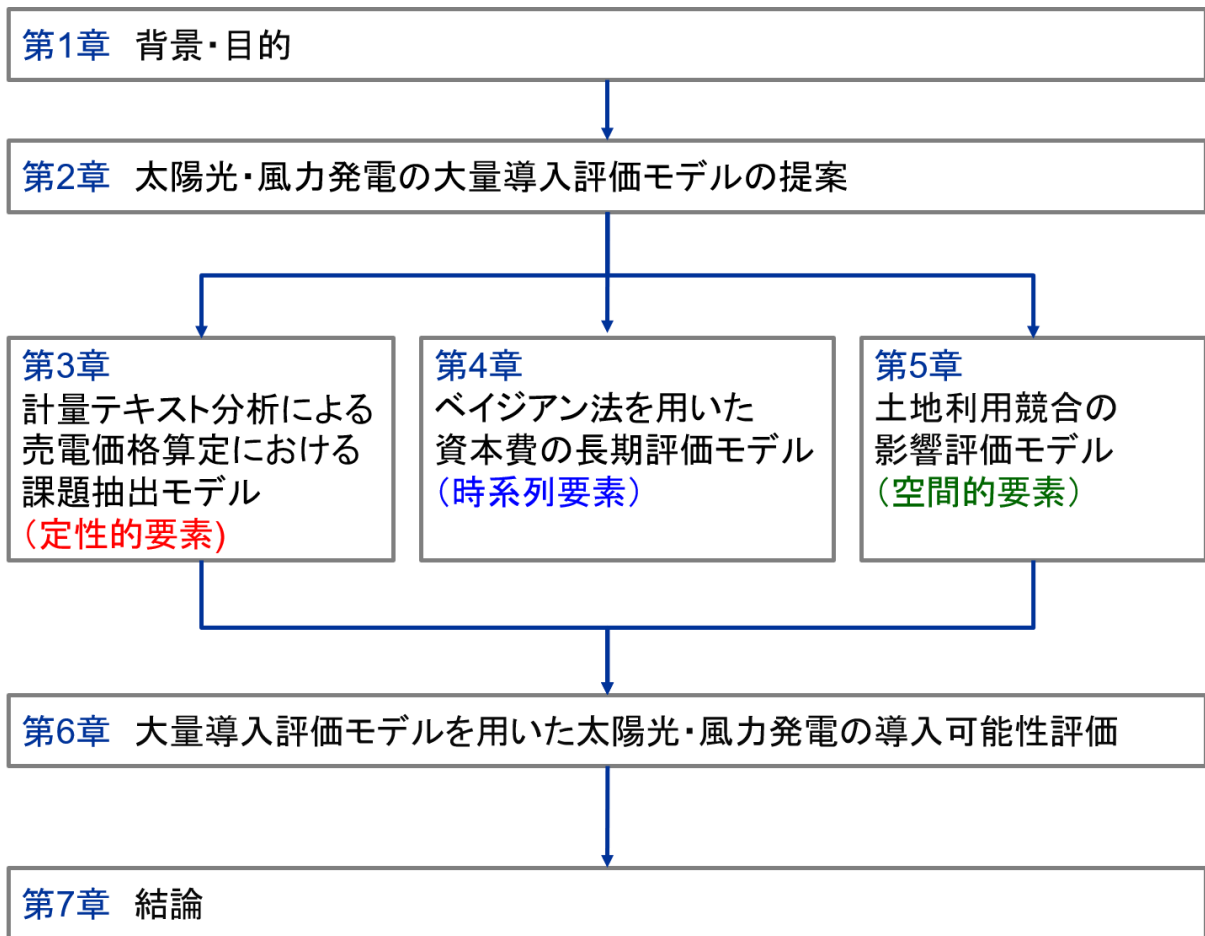 第1章 背景・目的
第2章 太陽光・風力発電の大量導入評価モデルの提案
第3章
計量テキスト分析による
売電価格算定における
課題抽出モデル
（定性的要素)
第4章
ベイジアン法を用いた
資本費の長期評価モデル
（時系列要素）
第5章
土地利用競合の
影響評価モデル
（空間的要素）
第6章 大量導入評価モデルを用いた太陽光・風力発電の導入可能性評価
第7章 結論